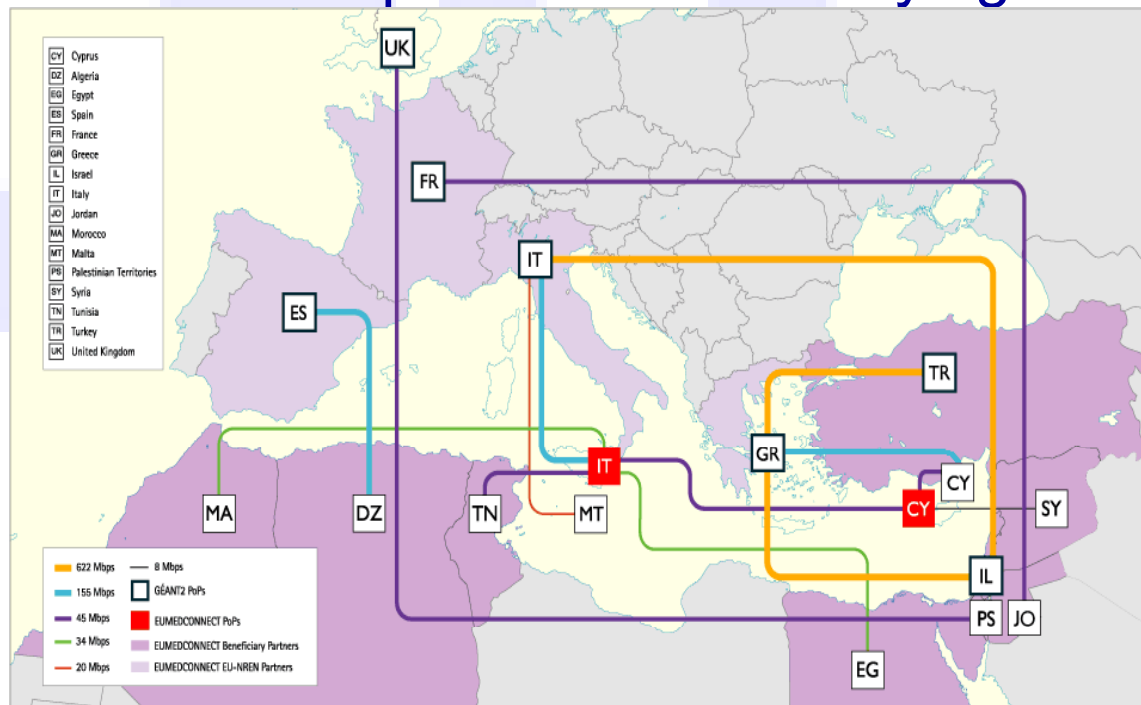 UK
CY Cyprus
DZ Algeria
EG Egypt
ES Spain
FR France
GR Greece
IL Israel
IT Italy
JO Jordan
MA Morocco
MT Malta
PS Palestinian Territories
SY Syria
TN Tunisia
TR Turkey
UK United Kingdom
FR
IT
ES
TR
GR
IT
CY
MA
DZ
TN
MT
CY
SY
IL
PS
JO
EG
622 Mbps
155 Mbps
45 Mbps
34 Mbps
20 Mbps
8 Mbps
GÉANT2 PoPs
EUMEDCONNECT PoPs
EUMEDCONNECT Beneficiary Partners
EUMEDCONNECT EU-NREN Partners